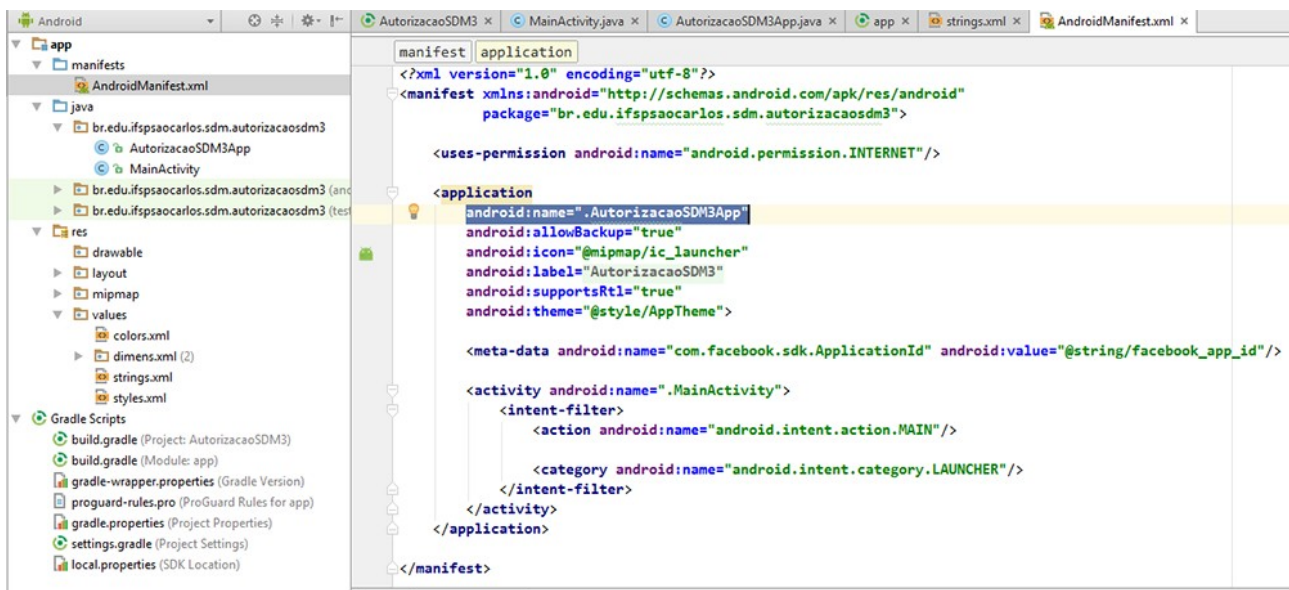 Android
AutorizacaoSDM3 × MainActivity.java × AutorizacaoSDM3App.java × app × strings.xml × AndroidManifest.xml ×
app
manifests
AndroidManifest.xml
java
br.edu.ifspsaocarlos.sdm.autorizacaosdm3
AutorizacaoSDM3App
MainActivity
br.edu.ifspsaocarlos.sdm.autorizacaosdm3 (and
br.edu.ifspsaocarlos.sdm.autorizacaosdm3 (test
res
drawable
layout
mipmap
values
colors.xml
dimens.xml (2)
strings.xml
styles.xml
Gradle Scripts
build.gradle (Project: AutorizacaoSDM3)
build.gradle (Module: app)
gradle-wrapper.properties (Gradle Version)
proguard-rules.pro (ProGuard Rules for app)
gradle.properties (Project Properties)
settings.gradle (Project Settings)
local.properties (SDK Location)
manifest application
<?xml version="1.0" encoding="utf-8"?>
<manifest xmlns:android="http://schemas.android.com/apk/res/android"
package="br.edu.ifspsaocarlos.sdm.autorizacaosdm3">
<uses-permission android:name="android.permission.INTERNET"/>
<application
android:name=".AutorizacaoSDM3App"
android:allowBackup="true"
android:icon="@mipmap/ic_launcher"
android:label="AutorizacaoSDM3"
android:supportsRtl="true"
android:theme="@style/AppTheme">
<meta-data android:name="com.facebook.sdk.ApplicationId" android:value="@string/facebook_app_id"/>
<activity android:name=".MainActivity">
<intent-filter>
<action android:name="android.intent.action.MAIN"/>
<category android:name="android.intent.category.LAUNCHER"/>
</intent-filter>
</activity>
</application>
</manifest>